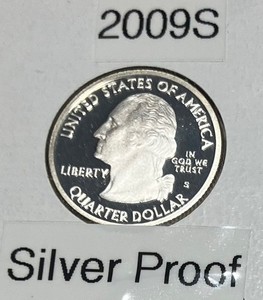 2009S
UNITED STATES OF AMERICA
LIBERTY
IN
GOD WE
TRUST
S
QUARTER DOLLAR
Silver Proof